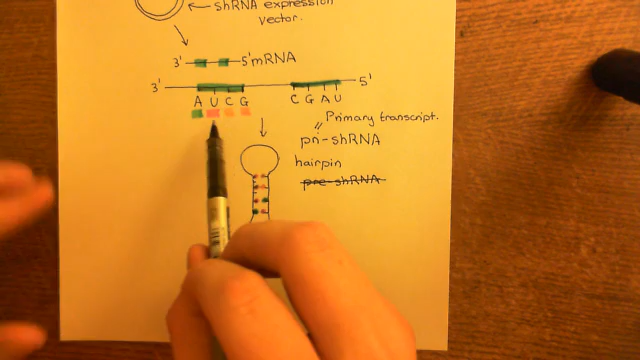 shRNA expression
vector.
3' 5' mRNA
3' 5'
A U C G C G A U
Primary transcript.
pri-shRNA
hairpin
pre-shRNA